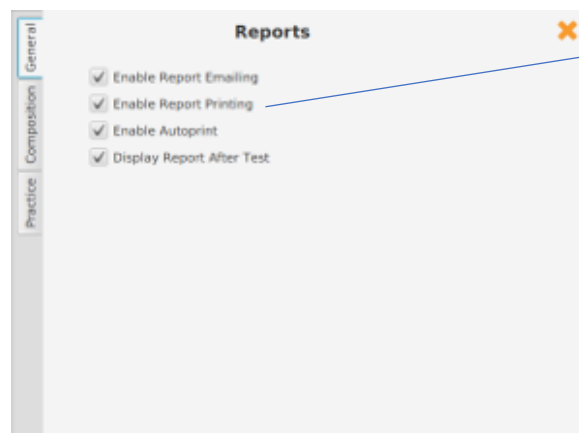 Reports
General
Composition
Practice
Enable Report Emailing
Enable Report Printing
Enable Autoprint
Display Report After Test